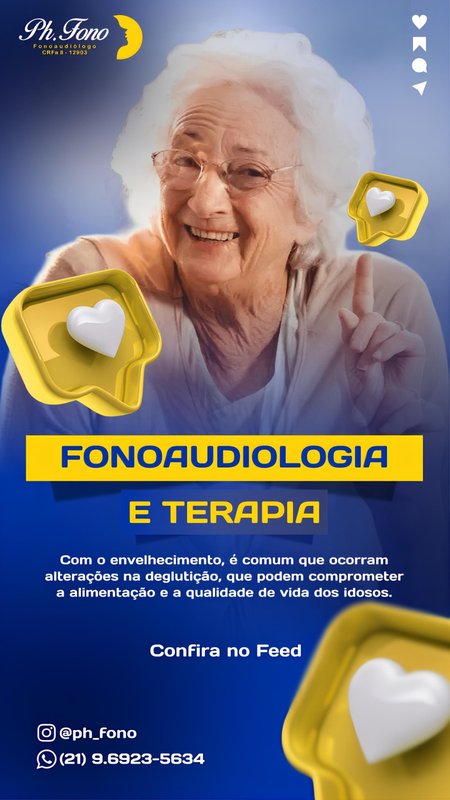 Ph. Fono
Fonoaudiólogo
CRFa 8 - 12903
FONOAUDIOLOGIA
E TERAPIA
Com o envelhecimento, é comum que ocorram
alterações na deglutição, que podem comprometer
a alimentação e a qualidade de vida dos idosos.
Confira no Feed
@ph_fono
(21) 9.6923-5634